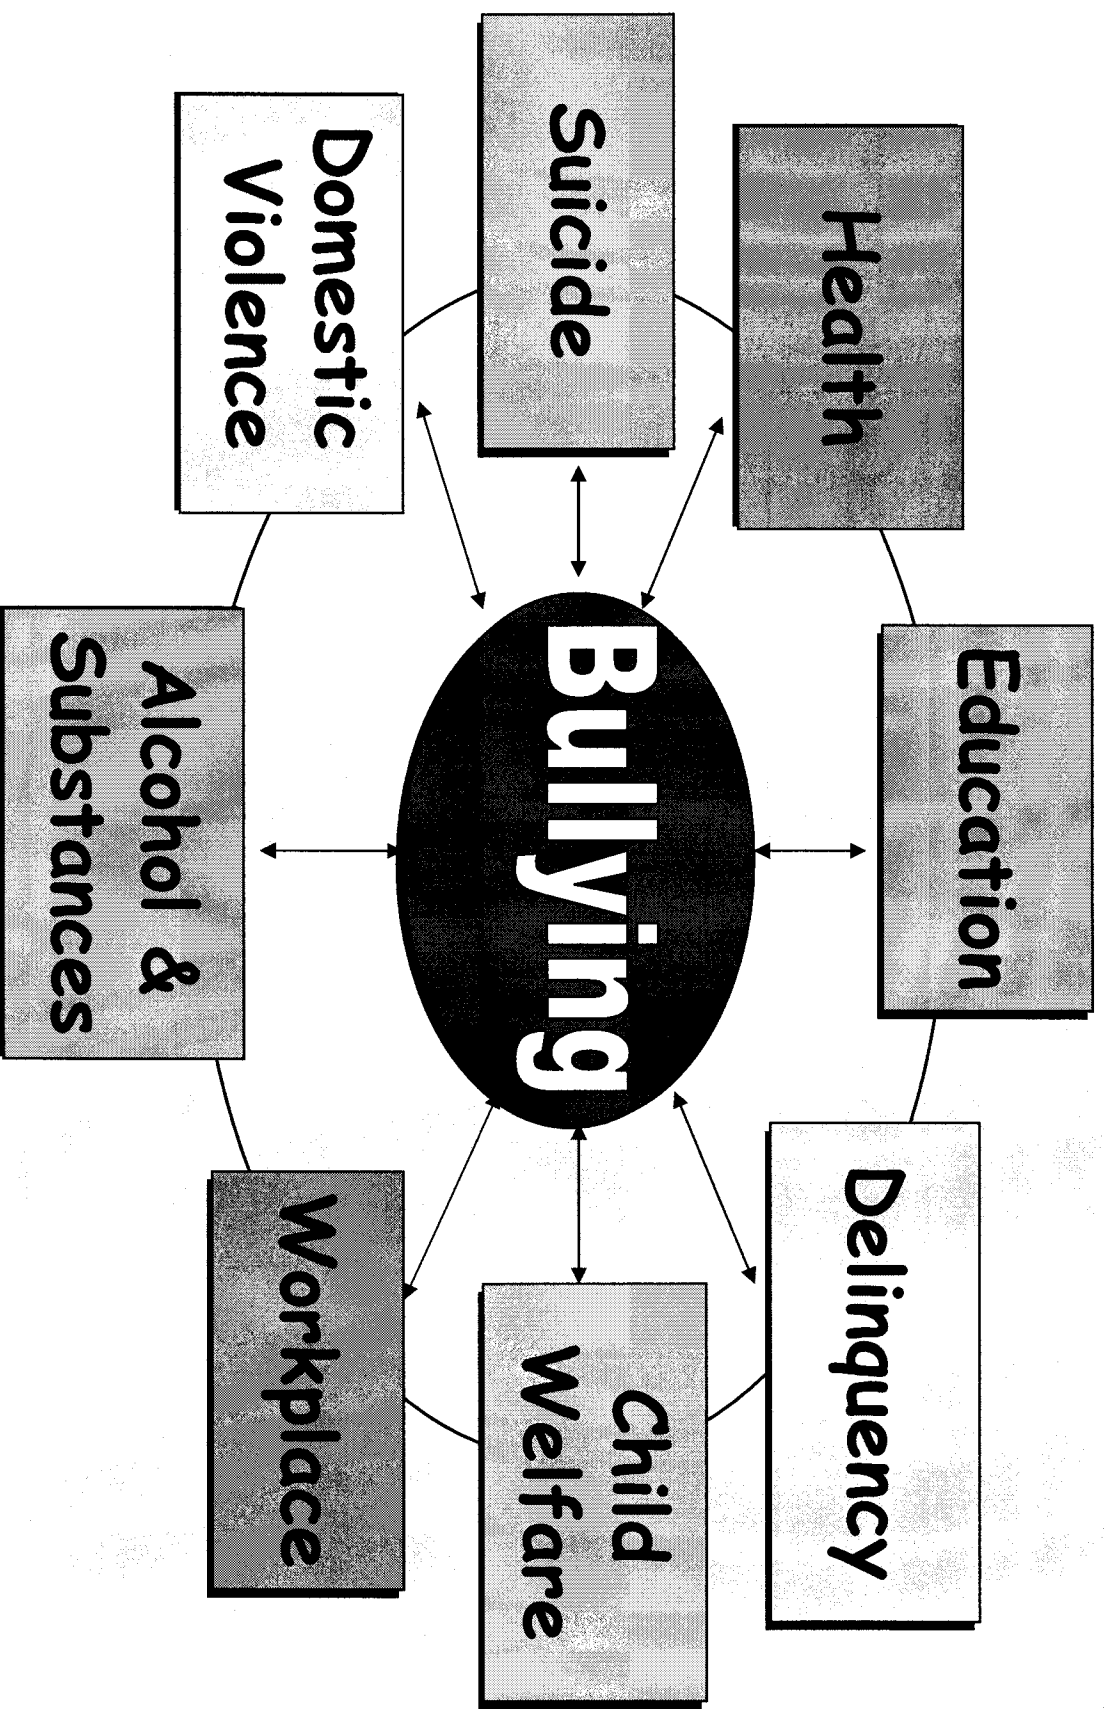 Education
Health
Delinquency
Suicide
Bullying
Child
Welfare
Domestic
Violence
Workplace
Alcohol &
Substances